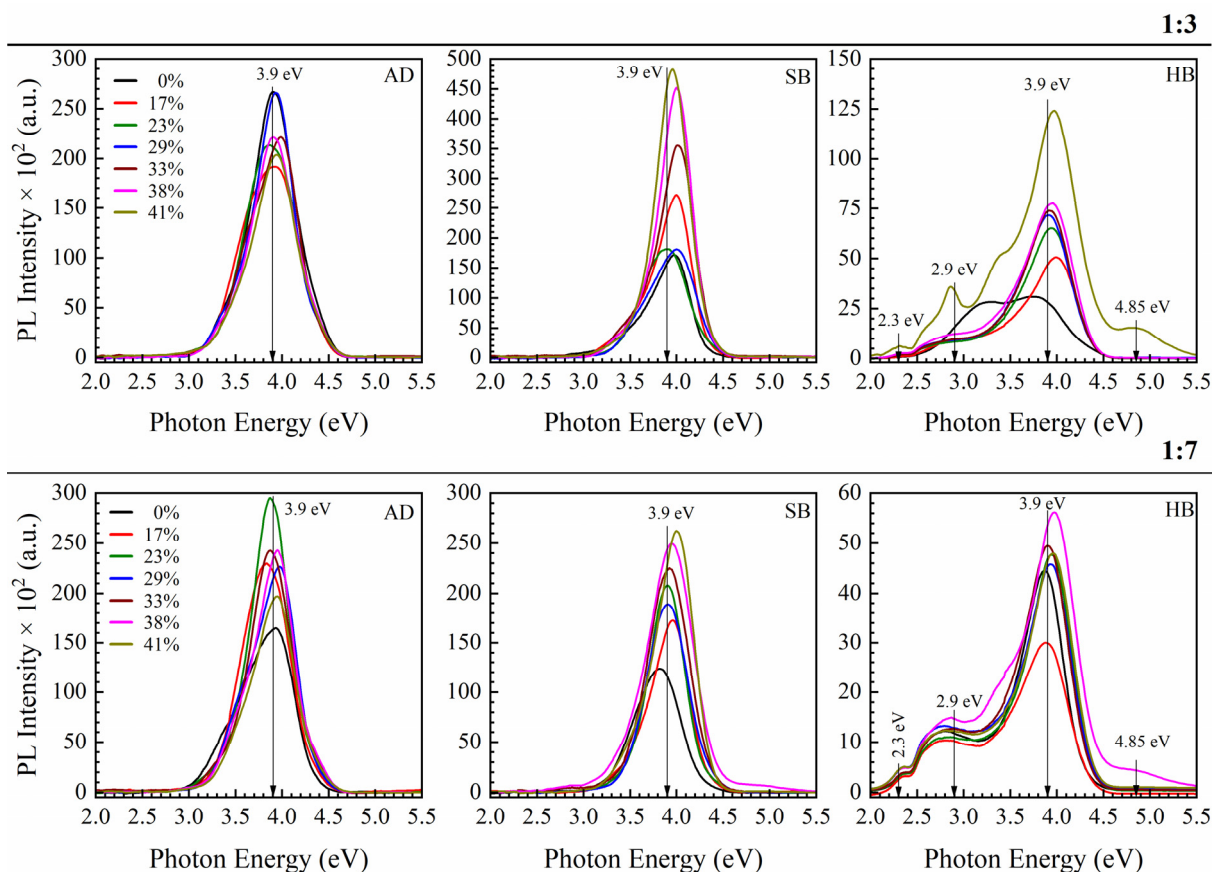 1:3
PL Intensity × 10² (a.u.)
300
250
200
150
100
50
0
0%
17%
23%
29%
33%
38%
41%
3.9 eV
AD
2.0 2.5 3.0 3.5 4.0 4.5 5.0 5.5
Photon Energy (eV)
500
450
400
350
300
250
200
150
100
50
0
3.9 eV
SB
2.0 2.5 3.0 3.5 4.0 4.5 5.0 5.5
Photon Energy (eV)
150
125
100
75
50
25
0
HB
3.9 eV
2.9 eV
2.3 eV
4.85 eV
2.0 2.5 3.0 3.5 4.0 4.5 5.0 5.5
Photon Energy (eV)
1:7
PL Intensity × 10² (a.u.)
300
250
200
150
100
50
0
0%
17%
23%
29%
33%
38%
41%
3.9 eV
AD
2.0 2.5 3.0 3.5 4.0 4.5 5.0 5.5
Photon Energy (eV)
300
250
200
150
100
50
0
3.9 eV
SB
2.0 2.5 3.0 3.5 4.0 4.5 5.0 5.5
Photon Energy (eV)
60
50
40
30
20
10
0
3.9 eV
HB
2.9 eV
2.3 eV
4.85 eV
2.0 2.5 3.0 3.5 4.0 4.5 5.0 5.5
Photon Energy (eV)